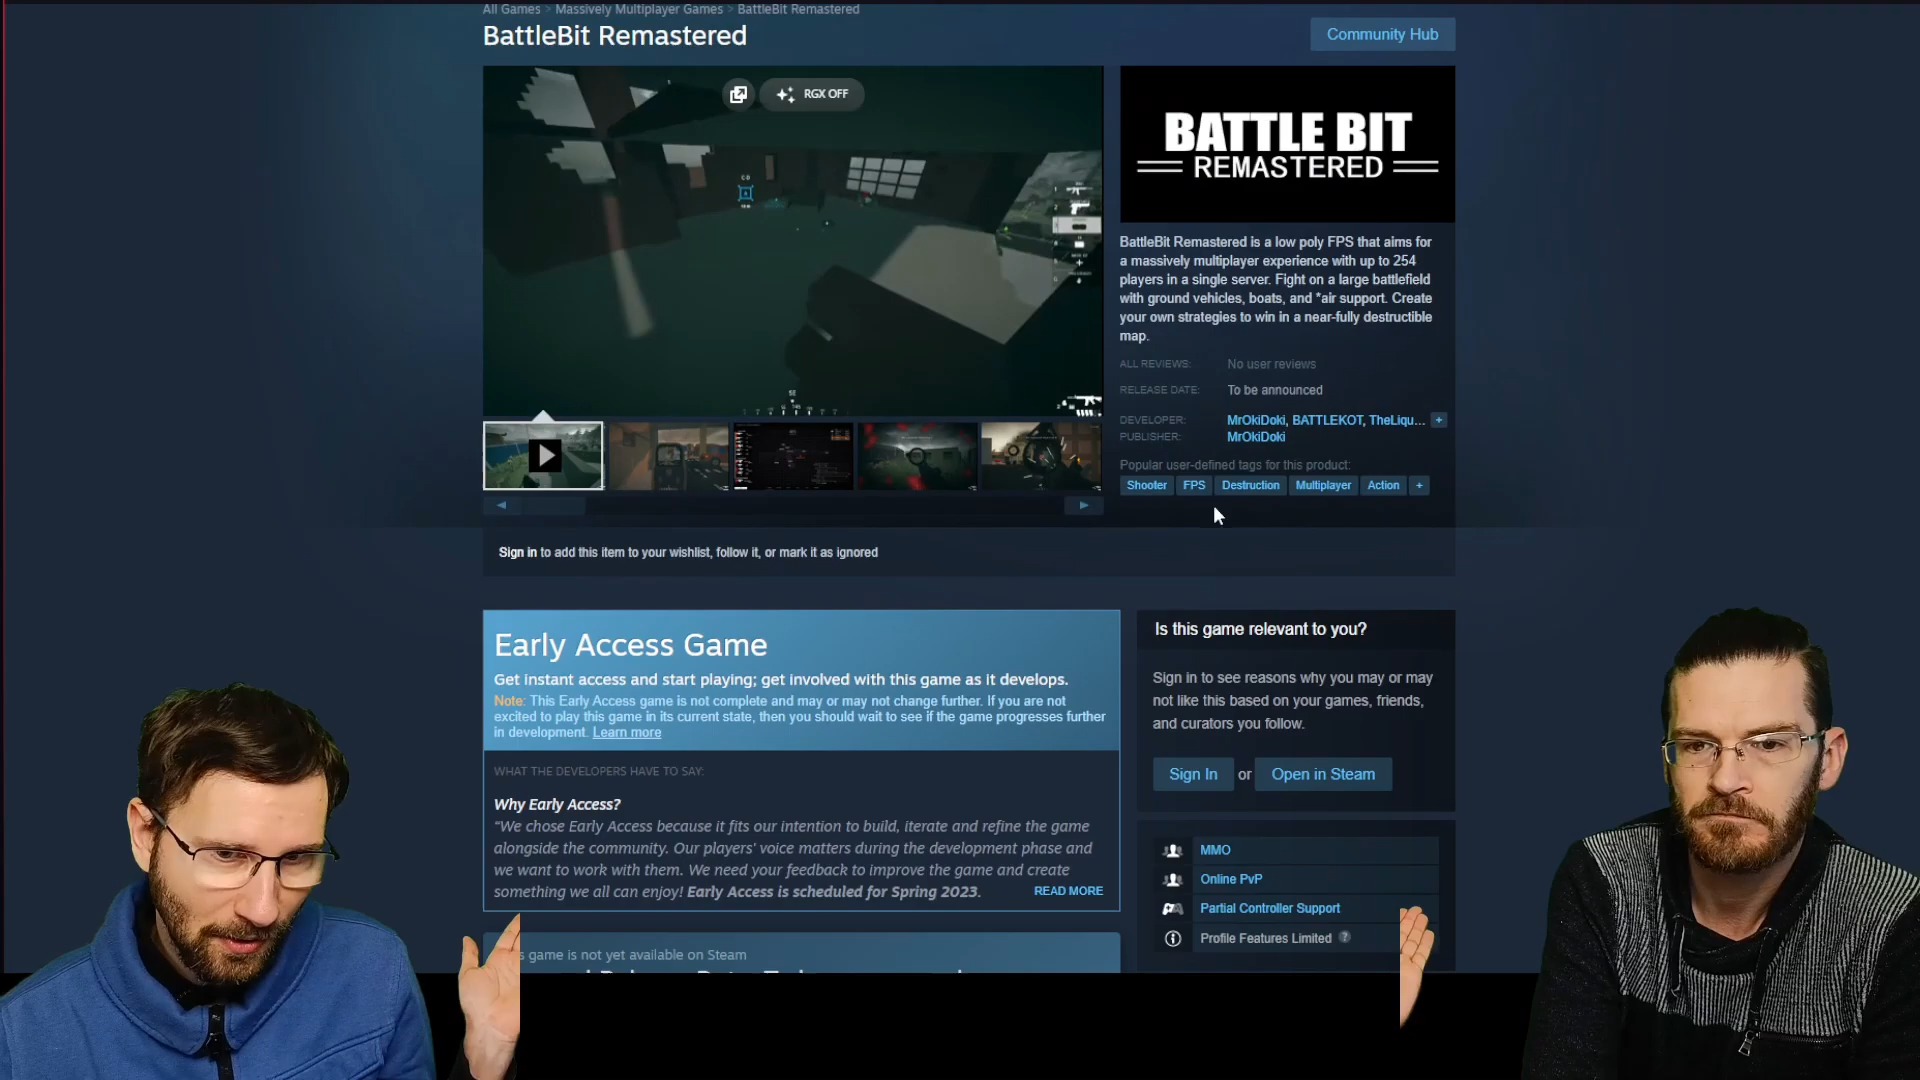 All Games > Massively Multiplayer Games > BattleBit Remastered
BattleBit Remastered
Community Hub
RGX OFF
BATTLE BIT
REMASTERED
BattleBit Remastered is a low poly FPS that aims for
a massively multiplayer experience with up to 254
players in a single server. Fight on a large battlefield
with ground vehicles, boats, and *air support. Create
your own strategies to win in a near-fully destructible
map.
ALL REVIEWS: No user reviews
RELEASE DATE: To be announced
DEVELOPER: MrOkiDoki, BATTLEKOT, TheLiqu... +
PUBLISHER: MrOkiDoki
Popular user-defined tags for this product:
Shooter FPS Destruction Multiplayer Action +
Sign in to add this item to your wishlist, follow it, or mark it as ignored
Early Access Game
Get instant access and start playing; get involved with this game as it develops.
Note: This Early Access game is not complete and may or may not change further. If you are not
excited to play this game in its current state, then you should wait to see if the game progresses further
in development. Learn more
WHAT THE DEVELOPERS HAVE TO SAY:
Why Early Access?
“We chose Early Access because it fits our intention to build, iterate and refine the game
alongside the community. Our players' voice matters during the development phase and
we want to work with them. We need your feedback to improve the game and create
something we all can enjoy! Early Access is scheduled for Spring 2023.
READ MORE
game is not yet available on Steam
Is this game relevant to you?
Sign in to see reasons why you may or may
not like this based on your games, friends,
and curators you follow.
Sign In or Open in Steam
MMO
Online PvP
Partial Controller Support
Profile Features Limited ?